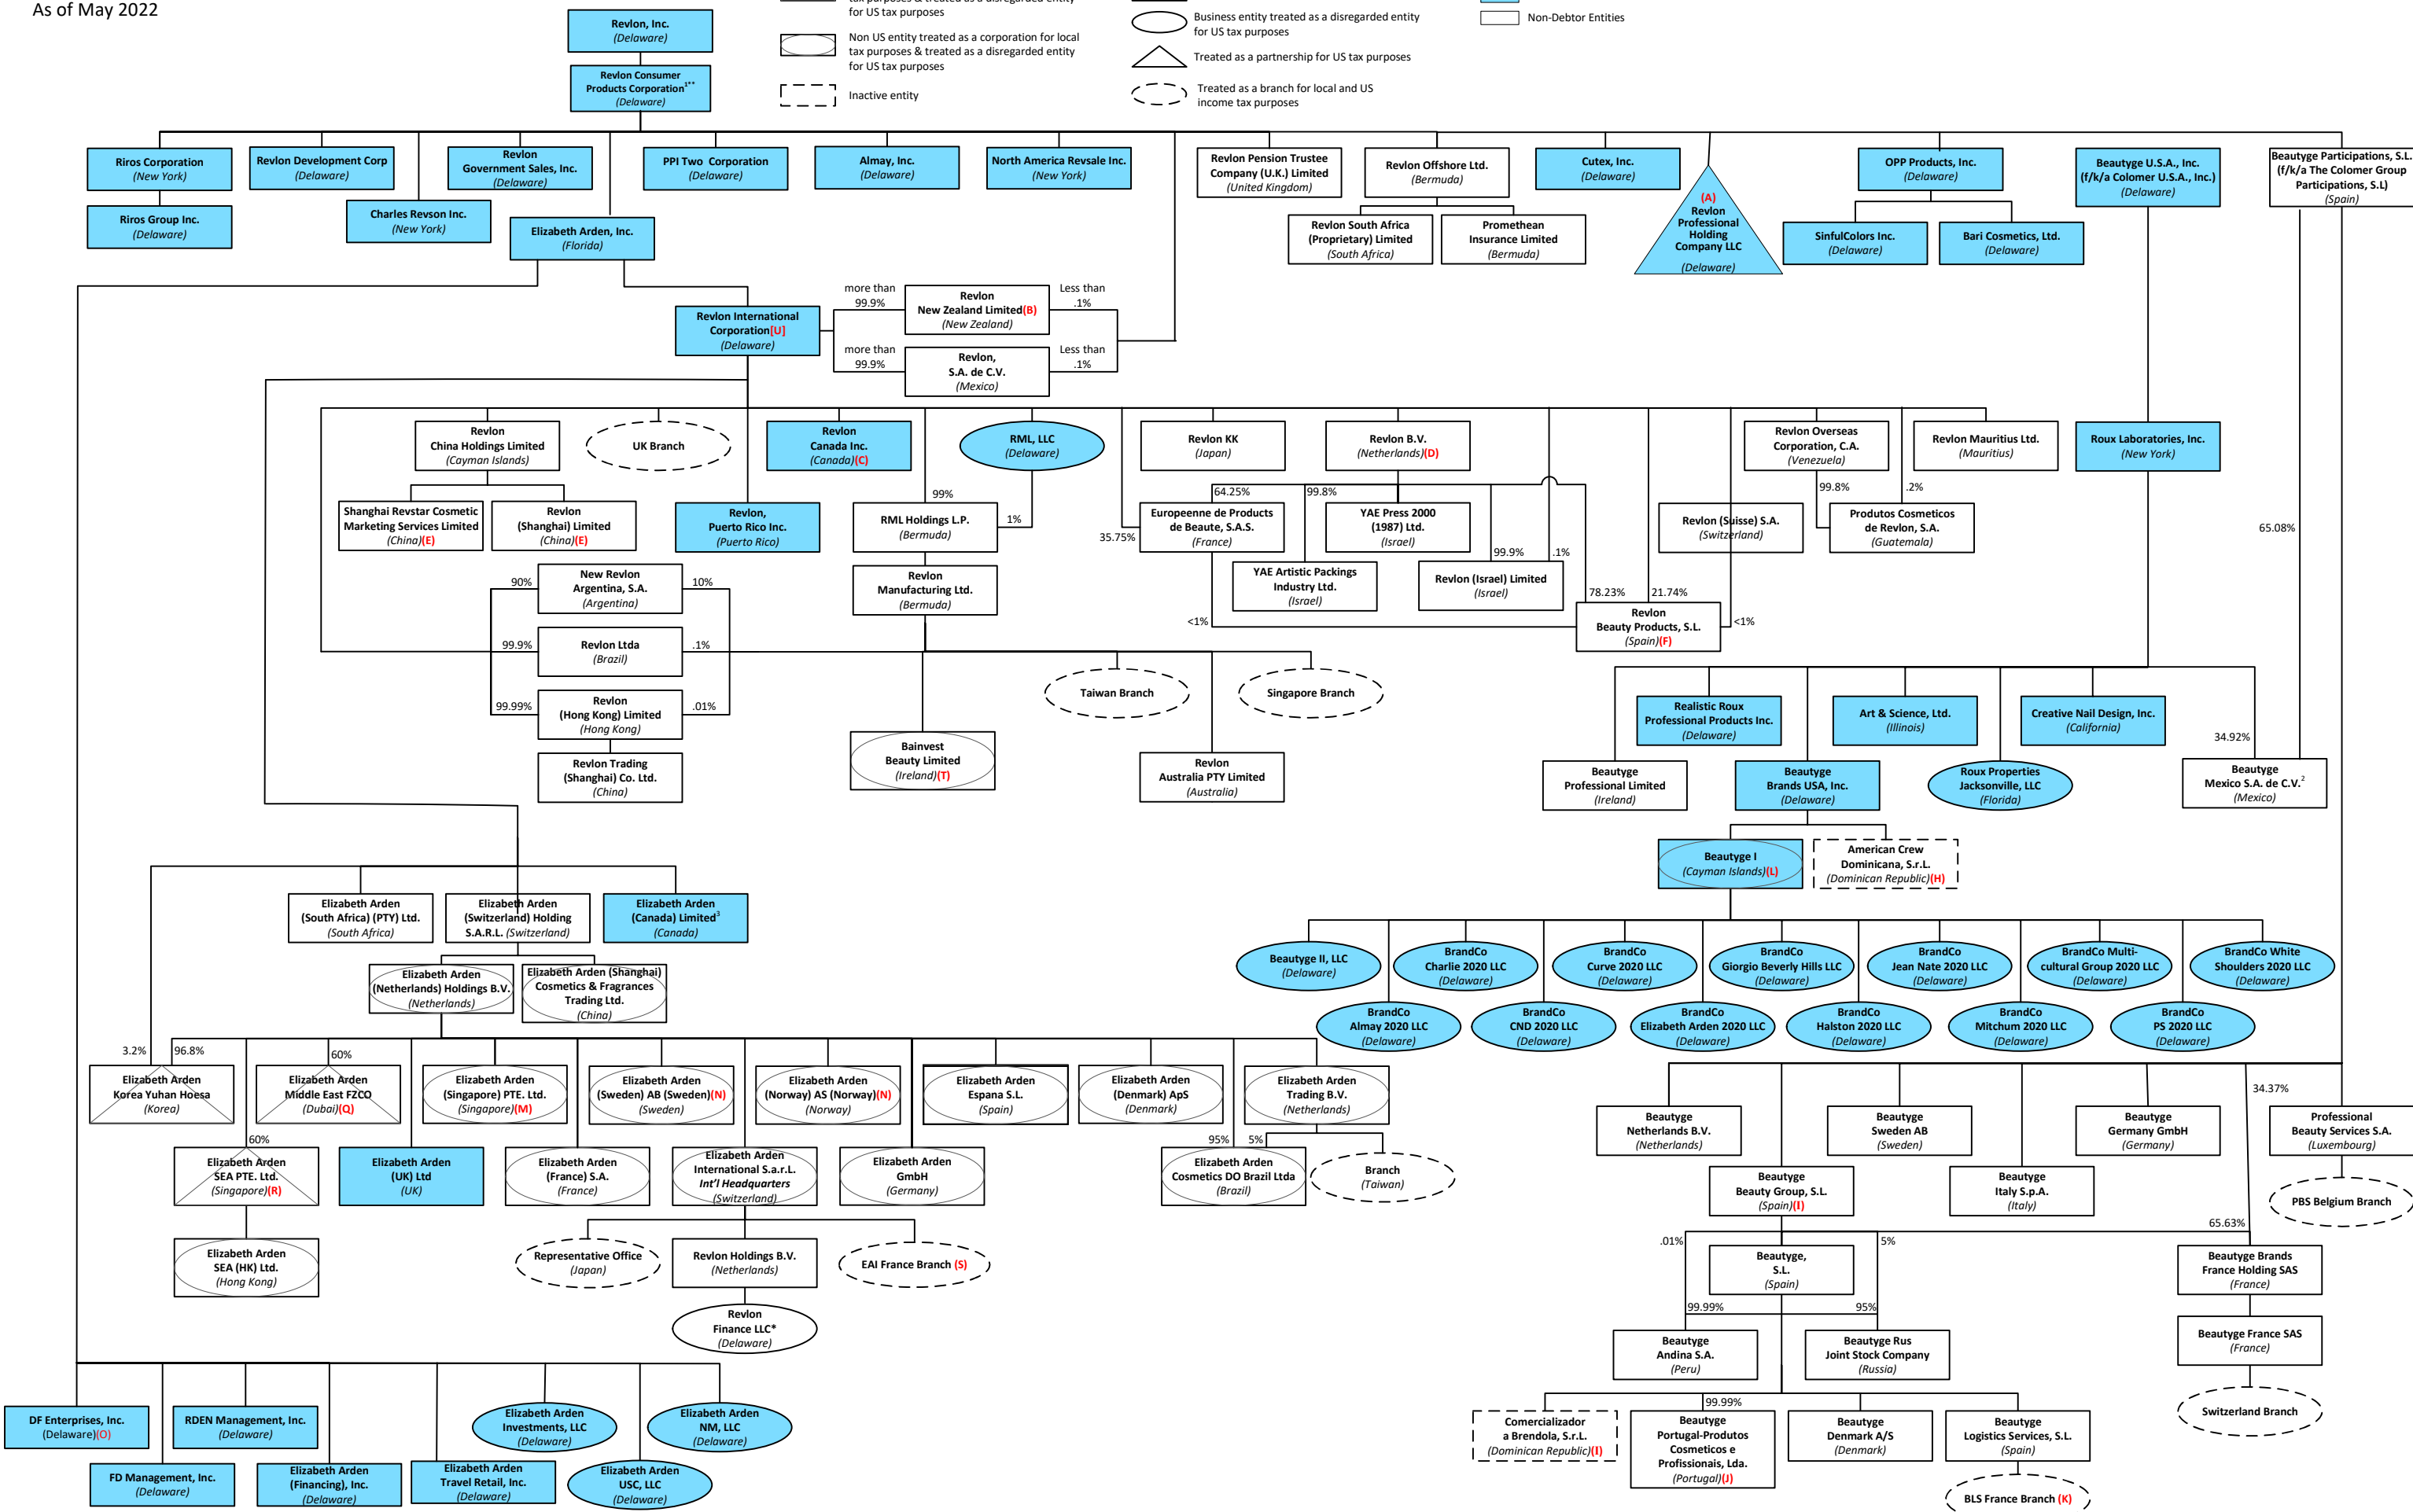 As of May 2022
tax purposes & treated as a disregarded entity
for US tax purposes
Non US entity treated as a corporation for local
tax purposes & treated as a disregarded entity
for US tax purposes
Inactive entity
Business entity treated as a disregarded entity
for US tax purposes
Treated as a partnership for US tax purposes
Treated as a branch for local and US
income tax purposes
Non-Debtor Entities
Revlon, Inc.
(Delaware)
Revlon Consumer
Products Corporation1**
(Delaware)
Riros Corporation
(New York)
Revlon Development Corp
(Delaware)
Revlon
Government Sales, Inc.
(Delaware)
PPI Two Corporation
(Delaware)
Almay, Inc.
(Delaware)
North America Revsale Inc.
(New York)
Revlon Pension Trustee
Company (U.K.) Limited
(United Kingdom)
Revlon Offshore Ltd.
(Bermuda)
Cutex, Inc.
(Delaware)
OPP Products, Inc.
(Delaware)
Beautyge U.S.A., Inc.
(f/k/a Colomer U.S.A., Inc.)
(Delaware)
Beautyge Participations, S.L.
(f/k/a The Colomer Group
Participations, S.L)
(Spain)
Riros Group Inc.
(Delaware)
Charles Revson Inc.
(New York)
Elizabeth Arden, Inc.
(Florida)
Revlon South Africa
(Proprietary) Limited
(South Africa)
Promethean
Insurance Limited
(Bermuda)
(A)
Revlon
Professional
Holding
Company LLC
(Delaware)
SinfulColors Inc.
(Delaware)
Bari Cosmetics, Ltd.
(Delaware)
Revlon International
Corporation[U]
(Delaware)
more than
99.9%
Revlon
New Zealand Limited(B)
(New Zealand)
Less than
.1%
more than
99.9%
Revlon,
S.A. de C.V.
(Mexico)
Less than
.1%
Revlon
China Holdings Limited
(Cayman Islands)
UK Branch
Revlon
Canada Inc.
(Canada)(C)
RML, LLC
(Delaware)
Revlon KK
(Japan)
Revlon B.V.
(Netherlands)(D)
Revlon Overseas
Corporation, C.A.
(Venezuela)
Revlon Mauritius Ltd.
(Mauritius)
Roux Laboratories, Inc.
(New York)
Shanghai Revstar Cosmetic
Marketing Services Limited
(China)(E)
Revlon
(Shanghai) Limited
(China)(E)
Revlon,
Puerto Rico Inc.
(Puerto Rico)
99%
RML Holdings L.P.
(Bermuda)
1%
35.75%
64.25%
Europeenne de Products
de Beaute, S.A.S.
(France)
99.8%
YAE Press 2000
(1987) Ltd.
(Israel)
99.9%
.1%
Revlon (Suisse) S.A.
(Switzerland)
99.8%
.2%
Produtos Cosmeticos
de Revlon, S.A.
(Guatemala)
65.08%
90%
New Revlon
Argentina, S.A.
(Argentina)
10%
Revlon
Manufacturing Ltd.
(Bermuda)
YAE Artistic Packings
Industry Ltd.
(Israel)
Revlon (Israel) Limited
(Israel)
78.23%
21.74%
<1%
Revlon
Beauty Products, S.L.
(Spain)(F)
<1%
99.9%
Revlon Ltda
(Brazil)
.1%
99.99%
Revlon
(Hong Kong) Limited
(Hong Kong)
.01%
Taiwan Branch
Singapore Branch
Realistic Roux
Professional Products Inc.
(Delaware)
Art & Science, Ltd.
(Illinois)
Creative Nail Design, Inc.
(California)
34.92%
Revlon Trading
(Shanghai) Co. Ltd.
(China)
Bainvest
Beauty Limited
(Ireland)(T)
Revlon
Australia PTY Limited
(Australia)
Beautyge
Professional Limited
(Ireland)
Beautyge
Brands USA, Inc.
(Delaware)
Roux Properties
Jacksonville, LLC
(Florida)
Beautyge
Mexico S.A. de C.V.2
(Mexico)
Beautyge I
(Cayman Islands)(L)
American Crew
Dominicana, S.r.L.
(Dominican Republic)(H)
Elizabeth Arden
(South Africa) (PTY) Ltd.
(South Africa)
Elizabeth Arden
(Switzerland) Holding
S.A.R.L. (Switzerland)
Elizabeth Arden
(Canada) Limited3
(Canada)
Elizabeth Arden
(Netherlands) Holdings B.V.
(Netherlands)
Elizabeth Arden (Shanghai)
Cosmetics & Fragrances
Trading Ltd.
(China)
Beautyge II, LLC
(Delaware)
BrandCo
Charlie 2020 LLC
(Delaware)
BrandCo
Curve 2020 LLC
(Delaware)
BrandCo
Giorgio Beverly Hills LLC
(Delaware)
BrandCo
Jean Nate 2020 LLC
(Delaware)
BrandCo Multi-
cultural Group 2020 LLC
(Delaware)
BrandCo White
Shoulders 2020 LLC
(Delaware)
BrandCo
Almay 2020 LLC
(Delaware)
BrandCo
CND 2020 LLC
(Delaware)
BrandCo
Elizabeth Arden 2020 LLC
(Delaware)
BrandCo
Halston 2020 LLC
(Delaware)
BrandCo
Mitchum 2020 LLC
(Delaware)
BrandCo
PS 2020 LLC
(Delaware)
3.2%
96.8%
Elizabeth Arden
Korea Yuhan Hoesa
(Korea)
60%
Elizabeth Arden
Middle East FZCO
(Dubai)(Q)
Elizabeth Arden
(Singapore) PTE. Ltd.
(Singapore)(M)
Elizabeth Arden
(Sweden) AB (Sweden)(N)
(Sweden)
Elizabeth Arden
(Norway) AS (Norway)(N)
(Norway)
Elizabeth Arden
Espana S.L.
(Spain)
Elizabeth Arden
(Denmark) ApS
(Denmark)
Elizabeth Arden
Trading B.V.
(Netherlands)
60%
Elizabeth Arden
SEA PTE. Ltd.
(Singapore)(R)
Elizabeth Arden
(UK) Ltd
(UK)
Elizabeth Arden
(France) S.A.
(France)
Elizabeth Arden
International S.a.r.L.
Int'l Headquarters
(Switzerland)
Elizabeth Arden
GmbH
(Germany)
95%
5%
Elizabeth Arden
Cosmetics DO Brazil Ltda
(Brazil)
Branch
(Taiwan)
Elizabeth Arden
SEA (HK) Ltd.
(Hong Kong)
Representative Office
(Japan)
Revlon Holdings B.V.
(Netherlands)
EAI France Branch (S)
Revlon
Finance LLC*
(Delaware)
34.37%
Beautyge
Netherlands B.V.
(Netherlands)
Beautyge
Sweden AB
(Sweden)
Beautyge
Germany GmbH
(Germany)
Professional
Beauty Services S.A.
(Luxembourg)
Beautyge
Beauty Group, S.L.
(Spain)(I)
Beautyge
Italy S.p.A.
(Italy)
PBS Belgium Branch
.01%
5%
65.63%
Beautyge,
S.L.
(Spain)
Beautyge Brands
France Holding SAS
(France)
99.99%
95%
Beautyge
Andina S.A.
(Peru)
Beautyge Rus
Joint Stock Company
(Russia)
Beautyge France SAS
(France)
Switzerland Branch
99.99%
Comercializador
a Brendola, S.r.L.
(Dominican Republic)(I)
Beautyge
Portugal-Produtos
Cosmeticos e
Profissionais, Lda.
(Portugal)(J)
Beautyge
Denmark A/S
(Denmark)
Beautyge
Logistics Services, S.L.
(Spain)
BLS France Branch (K)
DF Enterprises, Inc.
(Delaware)(O)
RDEN Management, Inc.
(Delaware)
Elizabeth Arden
Investments, LLC
(Delaware)
Elizabeth Arden
NM, LLC
(Delaware)
FD Management, Inc.
(Delaware)
Elizabeth Arden
(Financing), Inc.
(Delaware)
Elizabeth Arden
Travel Retail, Inc.
(Delaware)
Elizabeth Arden
USC, LLC
(Delaware)